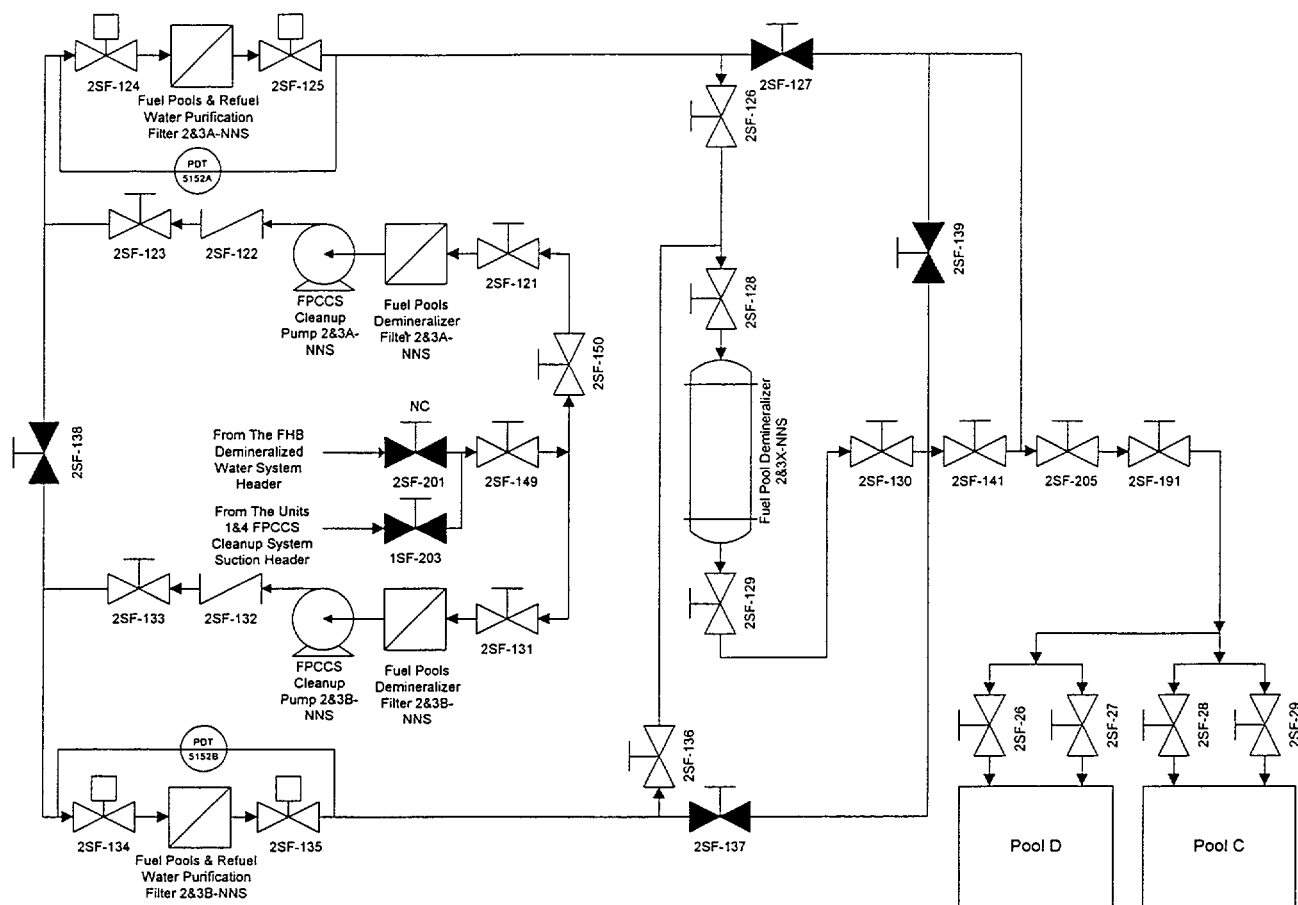 2SF-124
2SF-125
Fuel Pools & Refuel
Water Purification
Filter 2&3A-NNS
PDT
5152A
2SF-127
2SF-126
2SF-123
2SF-122
FPCCS
Cleanup
Pump 2&3A-
NNS
Fuel Pools
Demineralizer
Filter 2&3A-
NNS
2SF-121
2SF-128
2SF-139
2SF-150
2SF-138
From The FHB
Demineralized
Water System
Header
NC
2SF-201
2SF-149
From The Units
1&4 FPCCS
Cleanup System
Suction Header
1SF-203
Fuel Pool Demineralizer
2&3X-NNS
2SF-130
2SF-141
2SF-205
2SF-191
2SF-133
2SF-132
FPCCS
Cleanup
Pump 2&3B-
NNS
Fuel Pools
Demineralizer
Filter 2&3B-
NNS
2SF-131
2SF-129
2SF-136
2SF-26
2SF-27
2SF-28
2SF-29
PDT
5152B
2SF-134
2SF-135
Fuel Pools & Refuel
Water Purification
Filter 2&3B-NNS
2SF-137
Pool D
Pool C